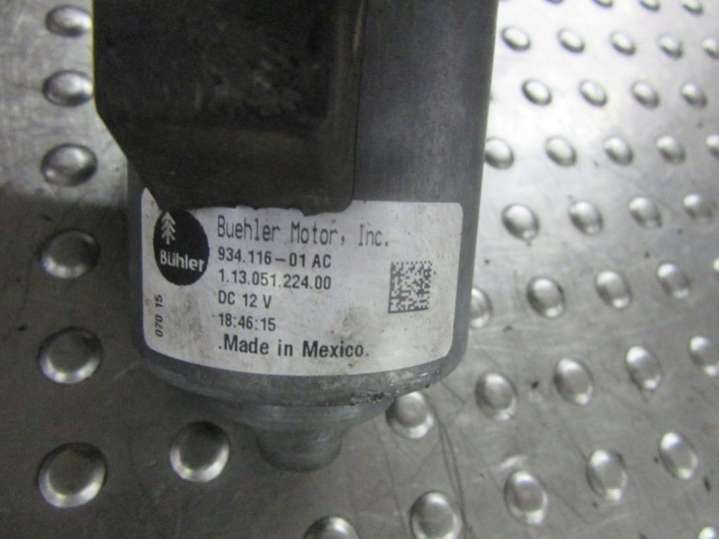 Buehler Motor, Inc.
Bühler
934.116-01 AC
1.13.051.224.00
DC 12 V
18:46:15
.Made in Mexico.
070 15